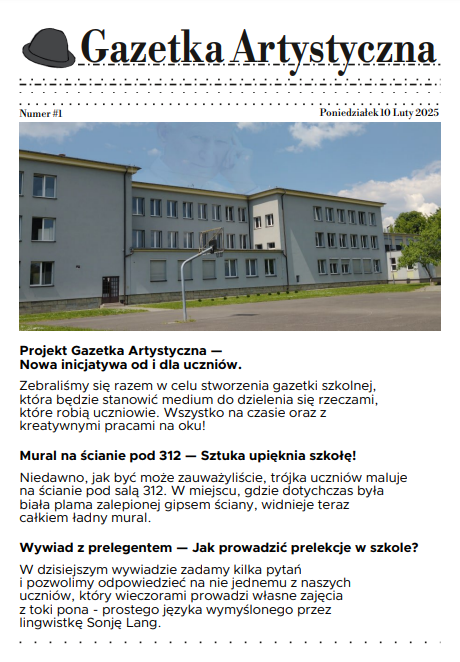 Gazetka Artystyczna
Numer #1
Poniedziałek 10 Luty 2025
Projekt Gazetka Artystyczna —
Nowa inicjatywa od i dla uczniów.
Zebraliśmy się razem w celu stworzenia gazetki szkolnej,
która będzie stanowić medium do dzielenia się rzeczami,
które robią uczniowie. Wszystko na czasie oraz z
kreatywnymi pracami na oku!
Mural na ścianie pod 312 — Sztuka upięknia szkołę!
Niedawno, jak być może zauważyliście, trójka uczniów maluje
na ścianie pod salą 312. W miejscu, gdzie dotychczas była
biała plama zalepionej gipsem ściany, widnieje teraz
całkiem ładny mural.
Wywiad z prelegentem — Jak prowadzić prelekcje w szkole?
W dzisiejszym wywiadzie zadamy kilka pytań
i pozwolimy odpowiedzieć na nie jednemu z naszych
uczniów, który wieczorami prowadzi własne zajęcia
z toki pona - prostego języka wymyślonego przez
lingwistkę Sonję Lang.